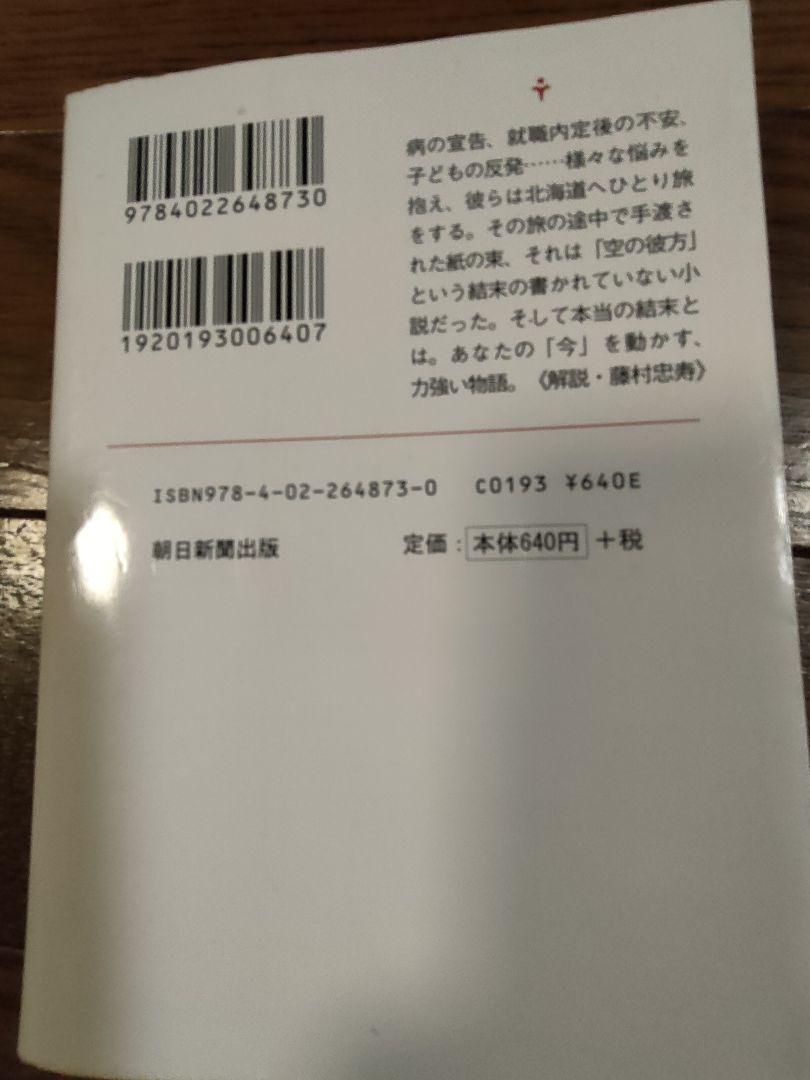 9784022648730
1920193006407
病の宣告、就職内定後の不安、
子どもの反発……様々な悩みを
抱え、彼らは北海道へひとり旅
をする。その旅の途中で手渡さ
れた紙の束、それは「空の彼方」
という結末の書かれていない小
説だった。そして本当の結末と
は。あなたの「今」を動かす、
力強い物語。《解説・藤村忠寿》
ISBN978-4-02-264873-0 C0193 ¥640E
朝日新聞出版 定価：本体640円＋税